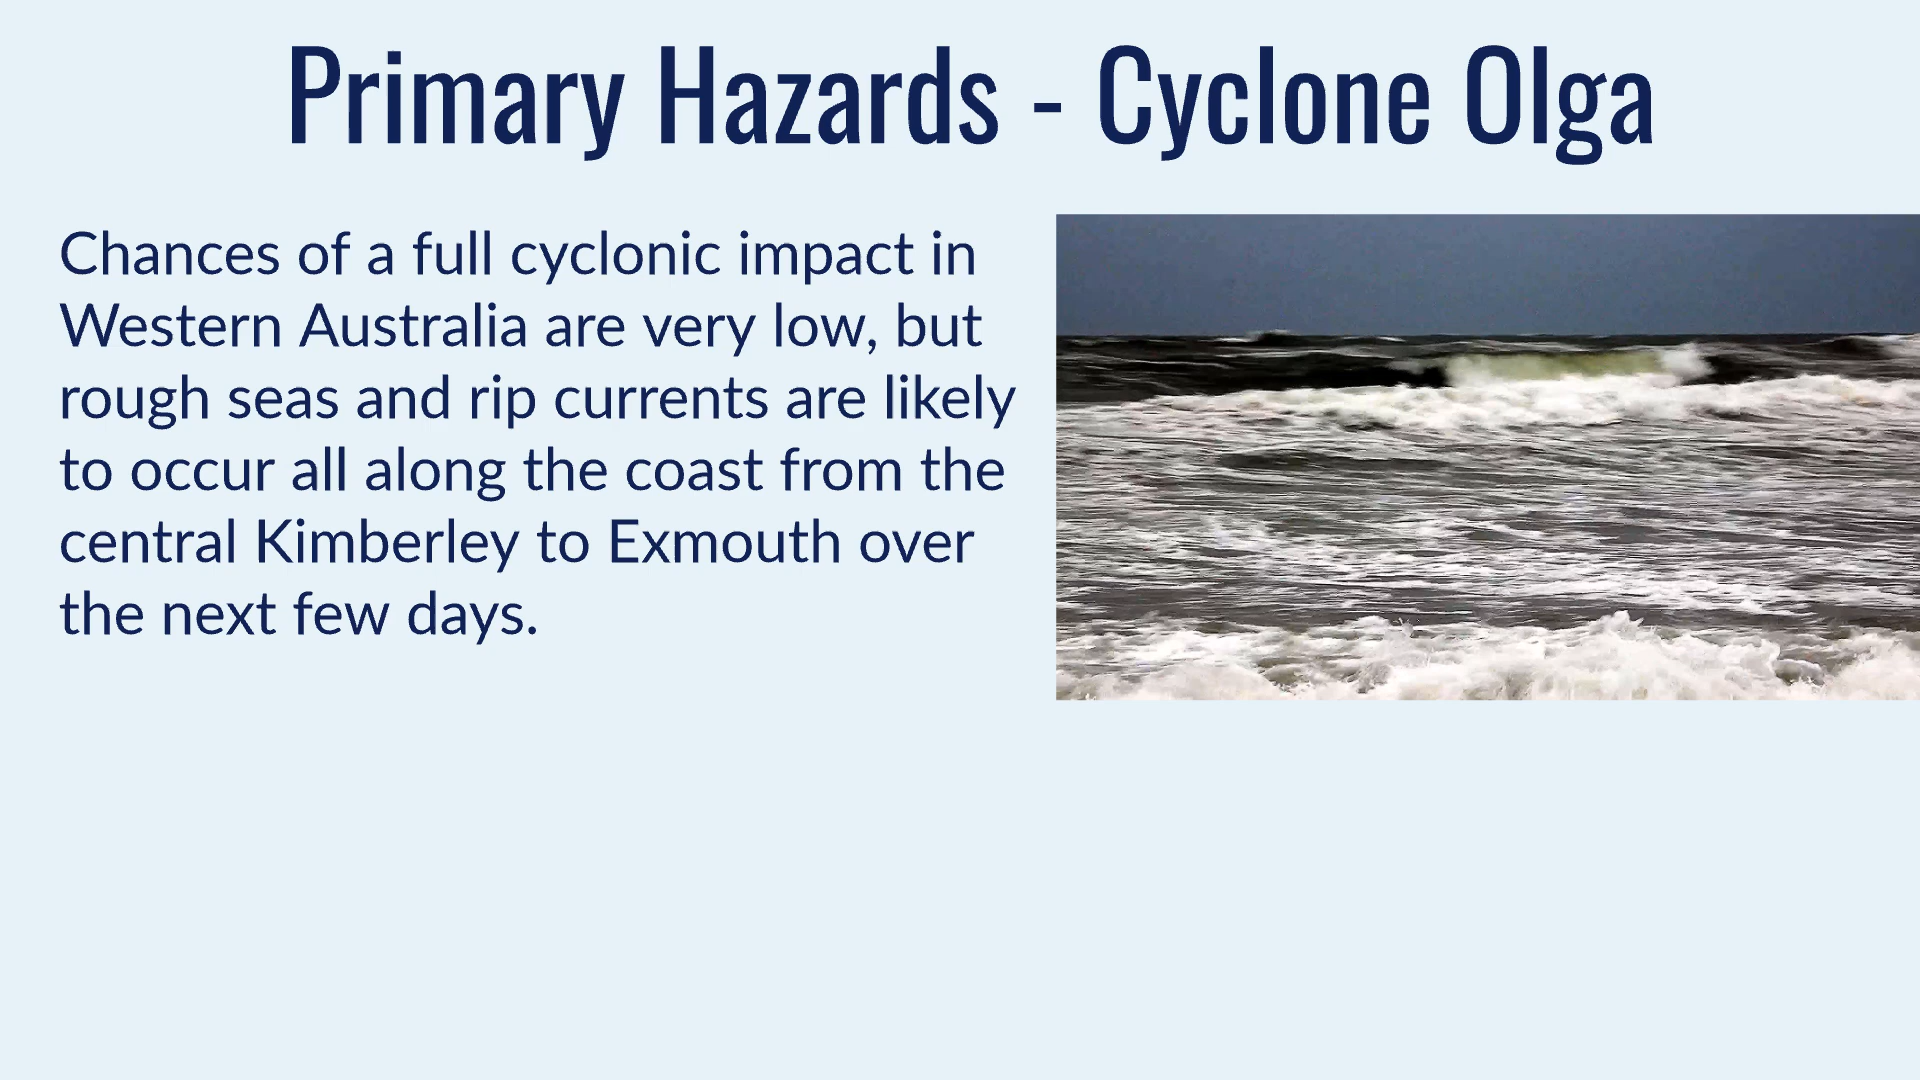 Primary Hazards - Cyclone Olga
Chances of a full cyclonic impact in
Western Australia are very low, but
rough seas and rip currents are likely
to occur all along the coast from the
central Kimberley to Exmouth over
the next few days.